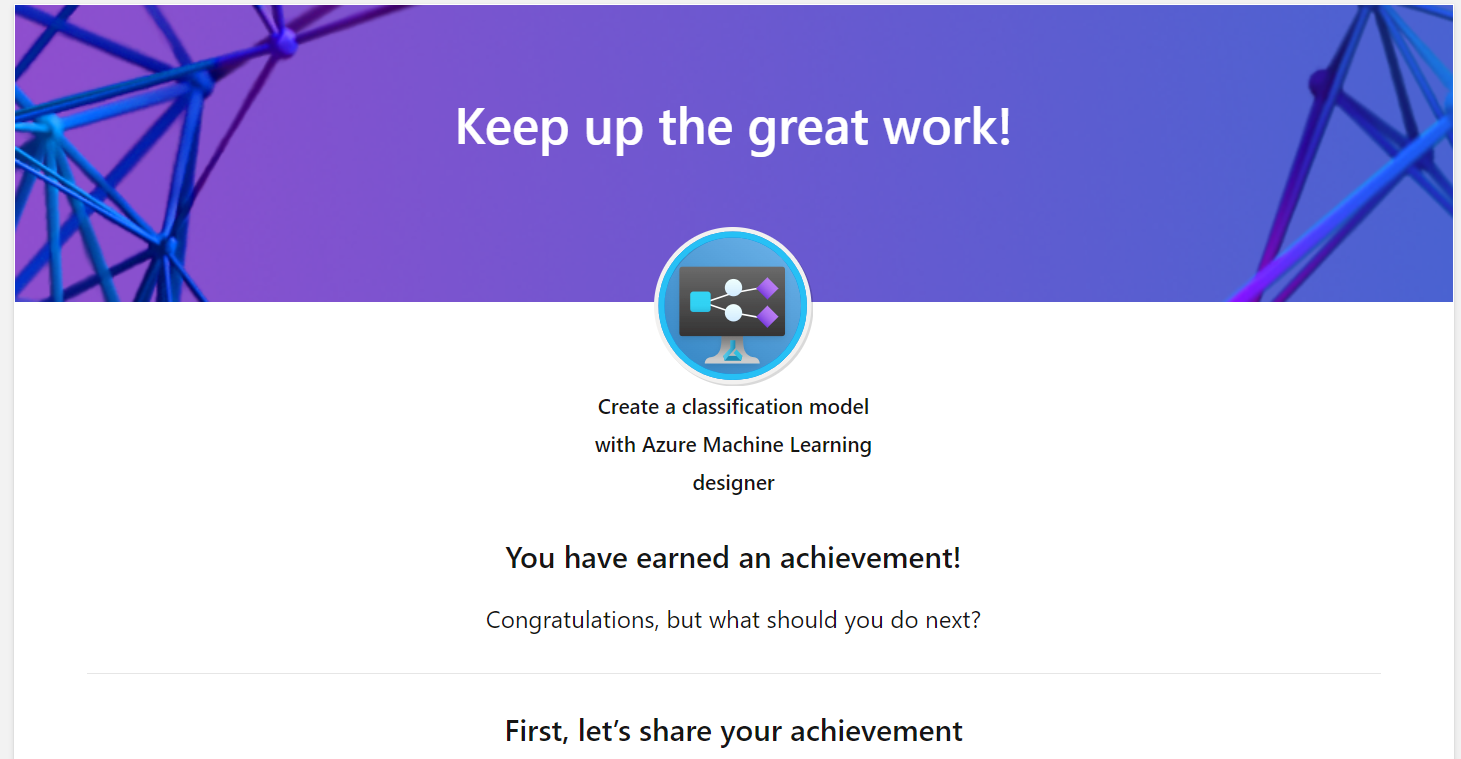 Keep up the great work!
Create a classification model
with Azure Machine Learning
designer
You have earned an achievement!
Congratulations, but what should you do next?
First, let’s share your achievement